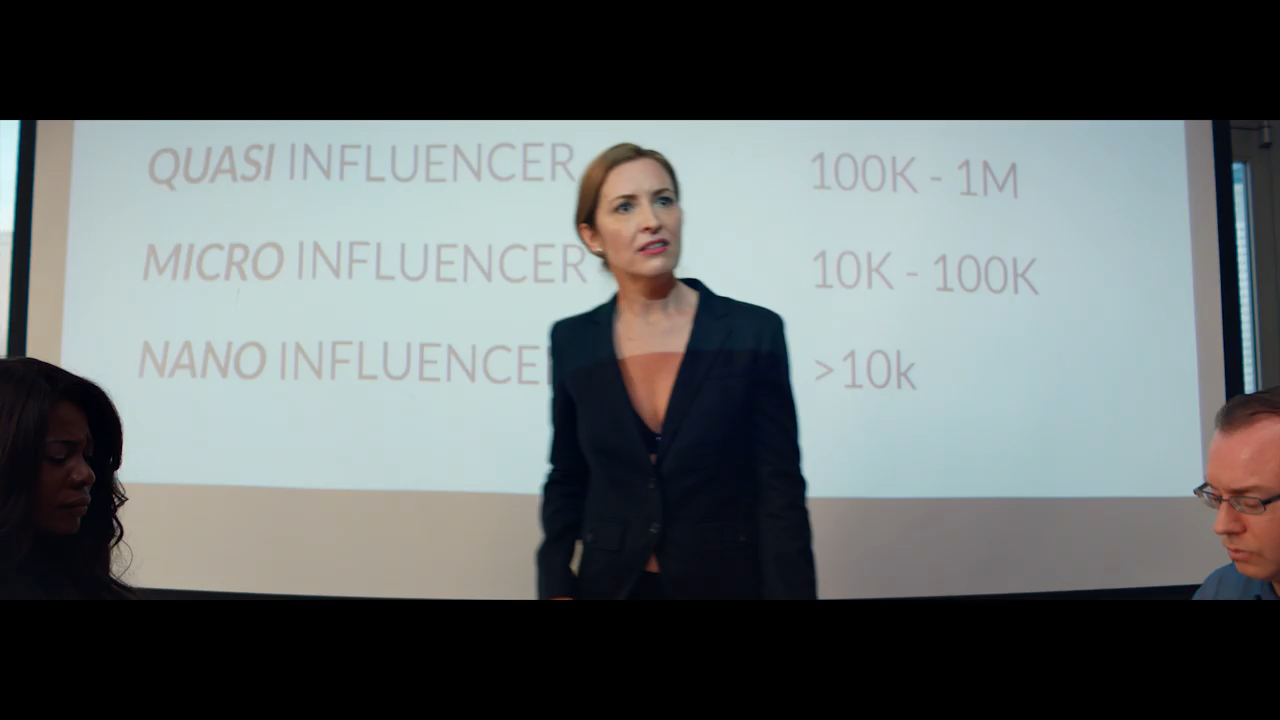 QUASI INFLUENCER 100K - 1M
MICRO INFLUENCER 10K - 100K
NANO INFLUENCE >10k